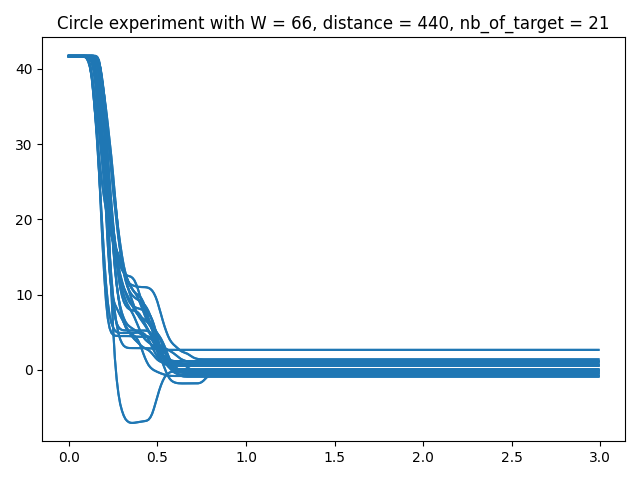 Circle experiment with W = 66, distance = 440, nb_of_target = 21
40
30
20
10
0
0.0 0.5 1.0 1.5 2.0 2.5 3.0